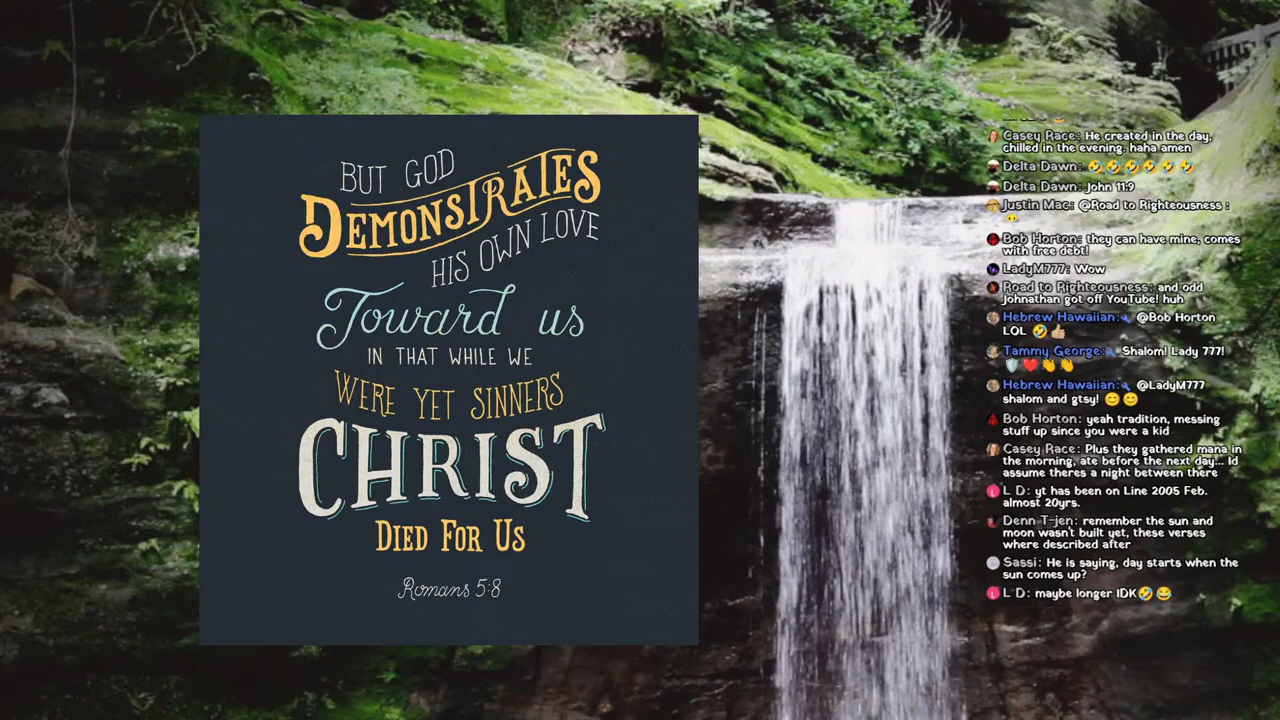 BUT GOD
DEMONSTRATES
HIS OWN LOVE
Toward us
IN THAT WHILE WE
WERE YET SINNERS
CHRIST
DIED FOR US
Romans 5:8
Casey Race: He created in the day,
chilled in the evening. haha amen
Delta Dawn: 🤣🤣🤣🤣🤣🤣
Delta Dawn: John 11:9
Justin Mac: @Road to Righteousness :
Bob Horton: they can have mine, comes
with free debt!
LadyM777: Wow
Road to Righteousness: and odd
Johnathan got off YouTube! huh
Hebrew Hawaiian: @Bob Horton
LOL 🤣👍🏼
Tammy George: Shalom! Lady 777!
🛡️❤️👏👏
Hebrew Hawaiian: @LadyM777
shalom and gtsy! 😊😊
Bob Horton: yeah tradition, messing
stuff up since you were a kid
Casey Race: Plus they gathered mana in
the morning, ate before the next day... Id
assume theres a night between there
L D: yt has been on Line 2005 Feb.
almost 20yrs.
Denn T-jen: remember the sun and
moon wasn't built yet, these verses
where described after
Sassi: He is saying, day starts when the
sun comes up?
L D: maybe longer IDK🤣😂